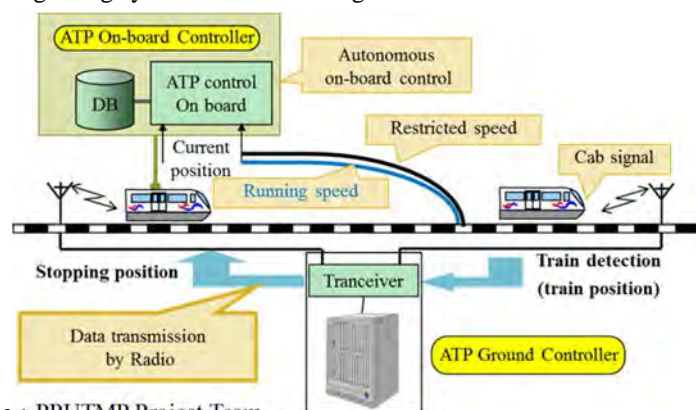 ATP On-board Controller
DB
ATP control
On board
Autonomous
on-board control
Current
position
Restricted speed
Running speed
Cab signal
Stopping position
Tranceiver
Train detection
(train position)
Data transmission
by Radio
ATP Ground Controller